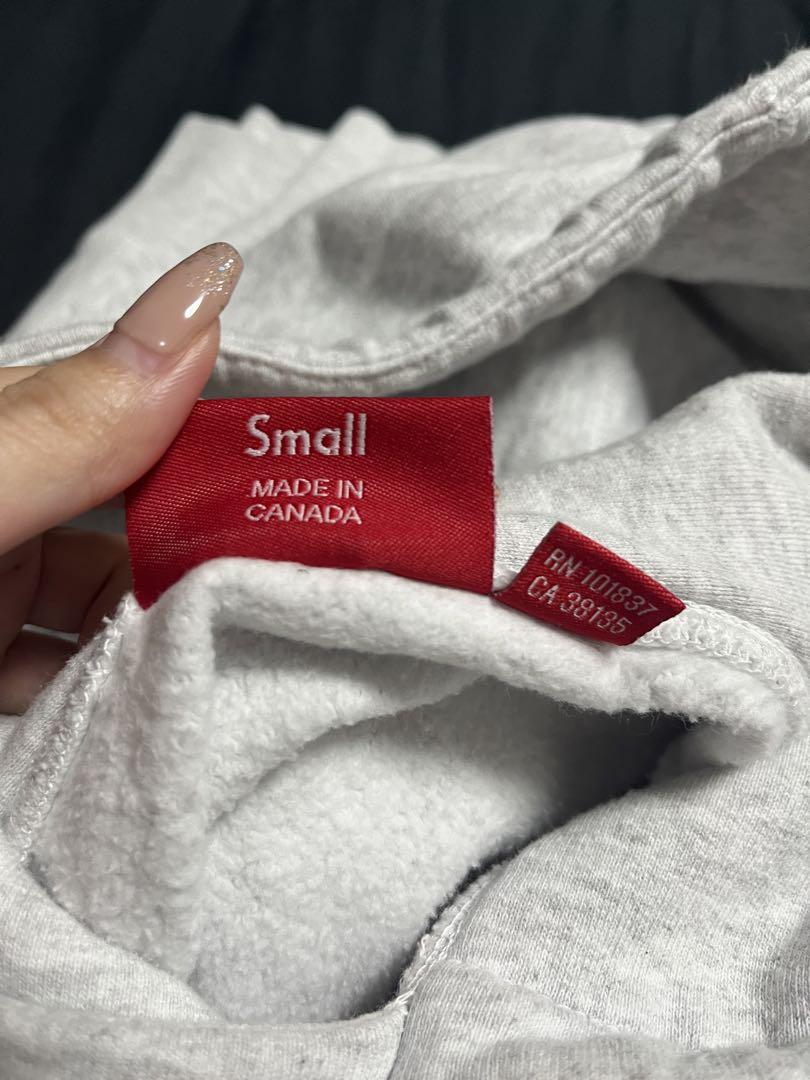 Small
MADE IN
CANADA
RN 101837
CA 38135